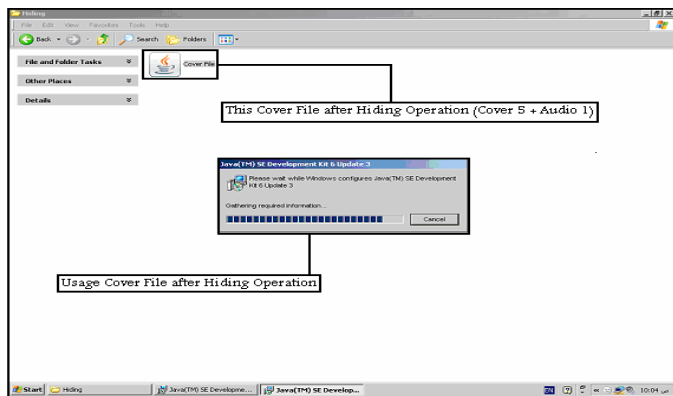 Hiding
File Edit View Favorites Tools Help
Back Search Folders
File and Folder Tasks
Other Places
Details
Cover File
This Cover File after Hiding Operation (Cover 5 + Audio 1)
Java(TM) SE Development Kit 6 Update 3
Please wait while Windows configures Java(TM) SE Development
Kit 6 Update 3
Gathering required information...
Cancel
Usage Cover File after Hiding Operation
Start Hiding Java(TM) SE Developme... Java(TM) SE Develop... EN 10:04 ص